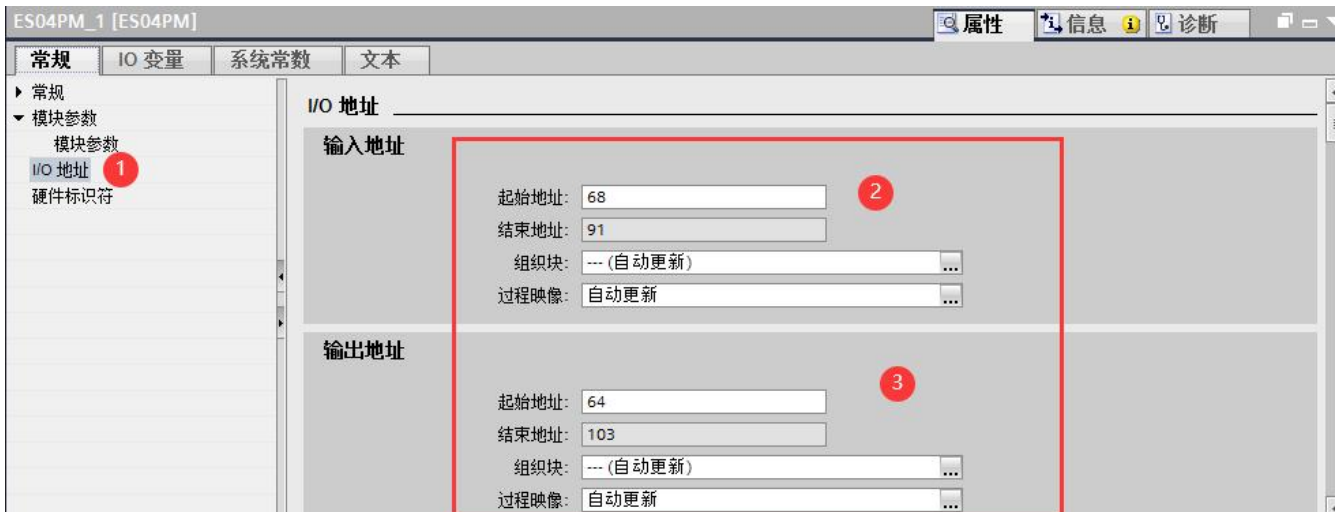 ES04PM_1 [ES04PM]
属性
信息
诊断
常规
IO 变量
系统常数
文本
常规
模块参数
模块参数
I/O 地址
1
硬件标识符
I/O 地址
输入地址
2
起始地址: 68
结束地址: 91
组织块: --- (自动更新)
...
过程映像: 自动更新
...
输出地址
3
起始地址: 64
结束地址: 103
组织块: --- (自动更新)
...
过程映像: 自动更新
...